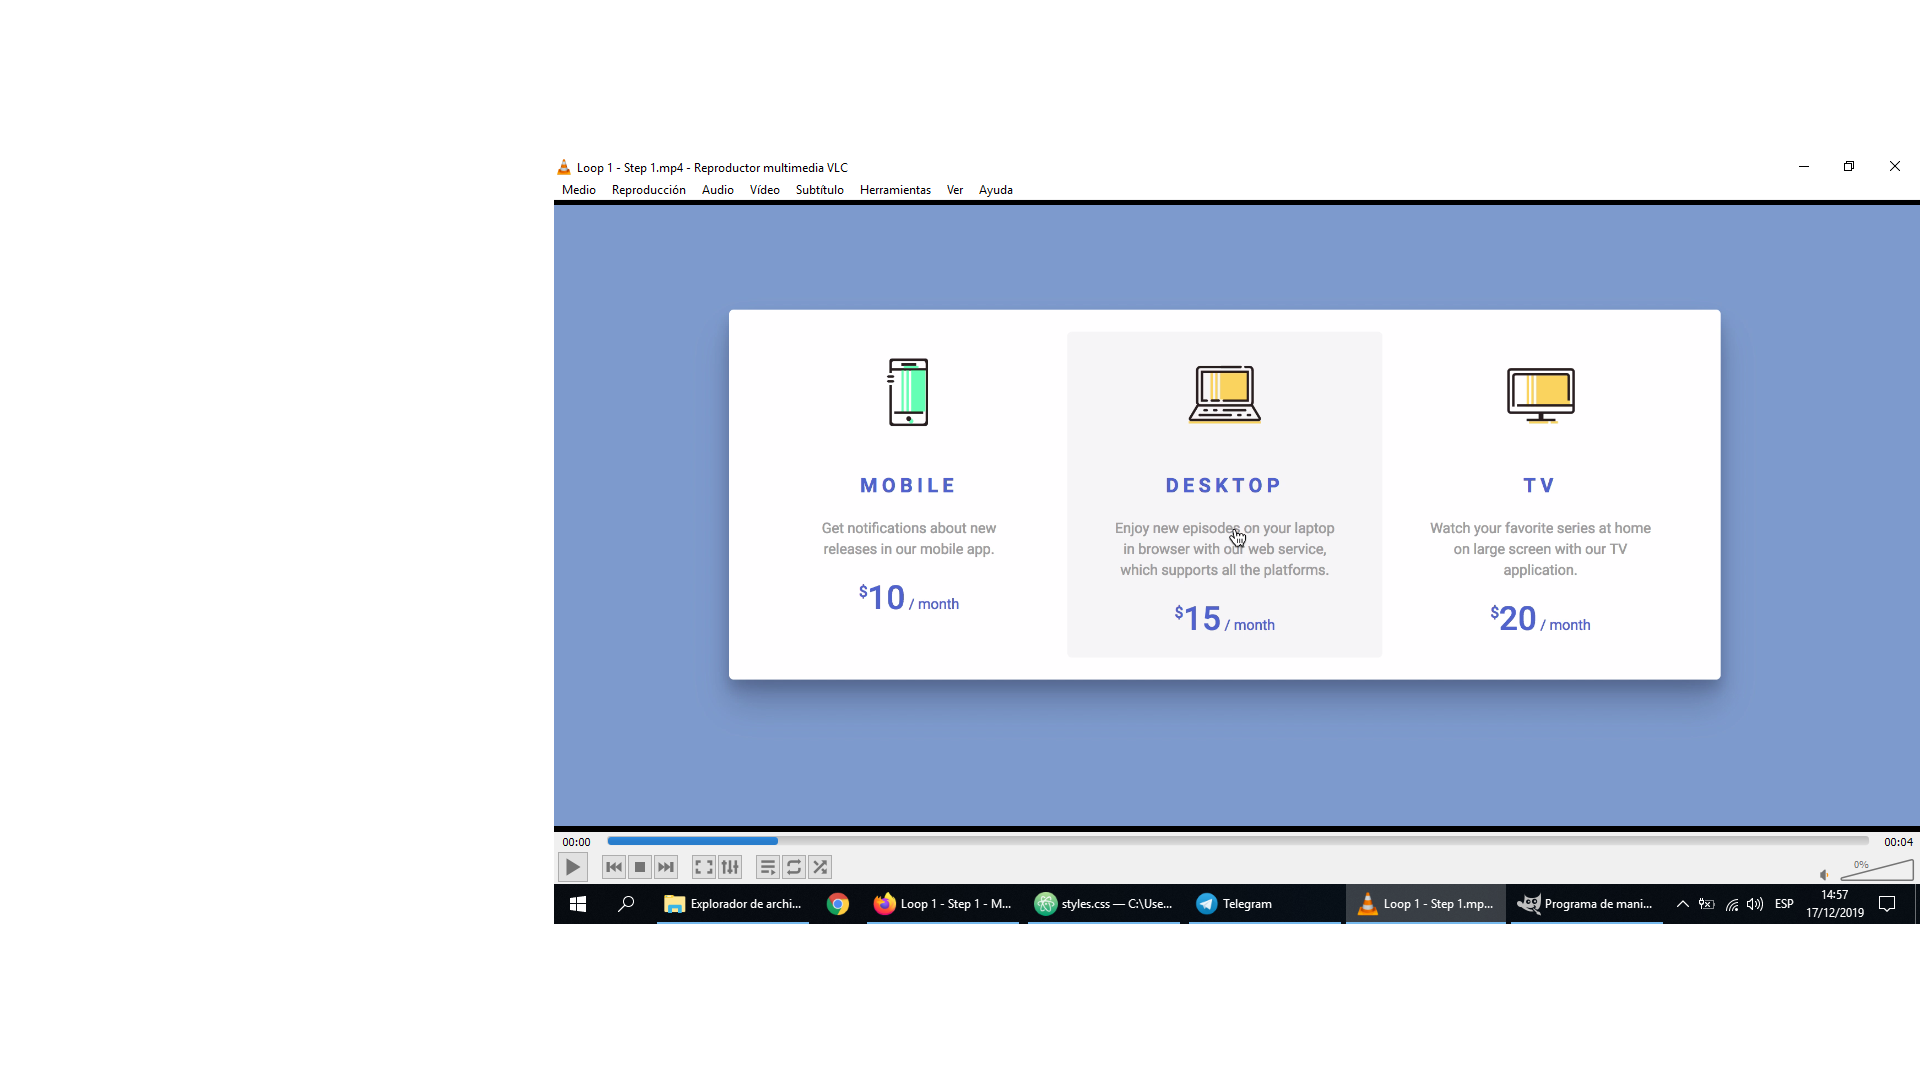 Loop 1 - Step 1.mp4 - Reproductor multimedia VLC
Medio Reproducción Audio Vídeo Subtítulo Herramientas Ver Ayuda
MOBILE
Get notifications about new
releases in our mobile app.
$10 / month
DESKTOP
Enjoy new episodes on your laptop
in browser with our web service,
which supports all the platforms.
$15 / month
TV
Watch your favorite series at home
on large screen with our TV
application.
$20 / month
00:00
00:04
0%
Explorador de archi...
Loop 1 - Step 1 - M...
styles.css — C:\Use...
Telegram
Loop 1 - Step 1.mp...
Programa de mani...
ESP
14:57
17/12/2019